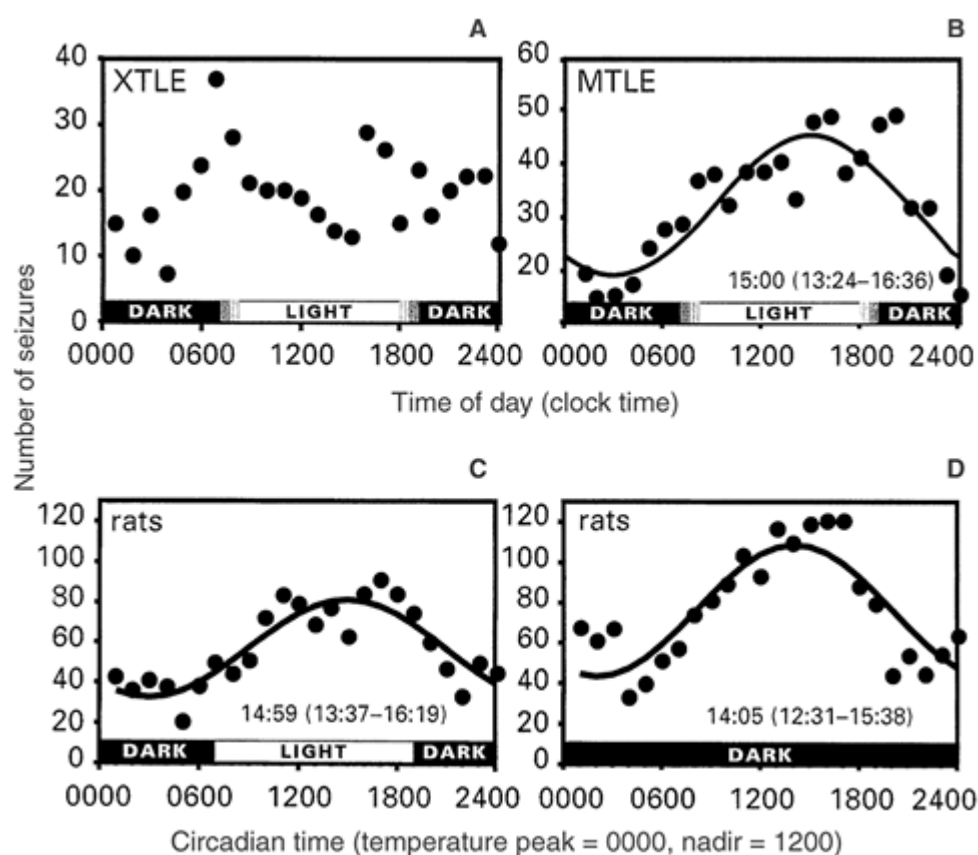 A
B
40
XTLE
30
20
10
0
DARK
LIGHT
DARK
0000 0600 1200 1800 2400
60
MTLE
50
40
30
20
15:00 (13:24–16:36)
DARK
LIGHT
DARK
0000 0600 1200 1800 2400
Number of seizures
Time of day (clock time)
C
D
120
rats
100
80
60
40
20
0
14:59 (13:37–16:19)
DARK
LIGHT
DARK
0000 0600 1200 1800 2400
120
rats
100
80
60
40
20
0
14:05 (12:31–15:38)
DARK
0000 0600 1200 1800 2400
Circadian time (temperature peak = 0000, nadir = 1200)